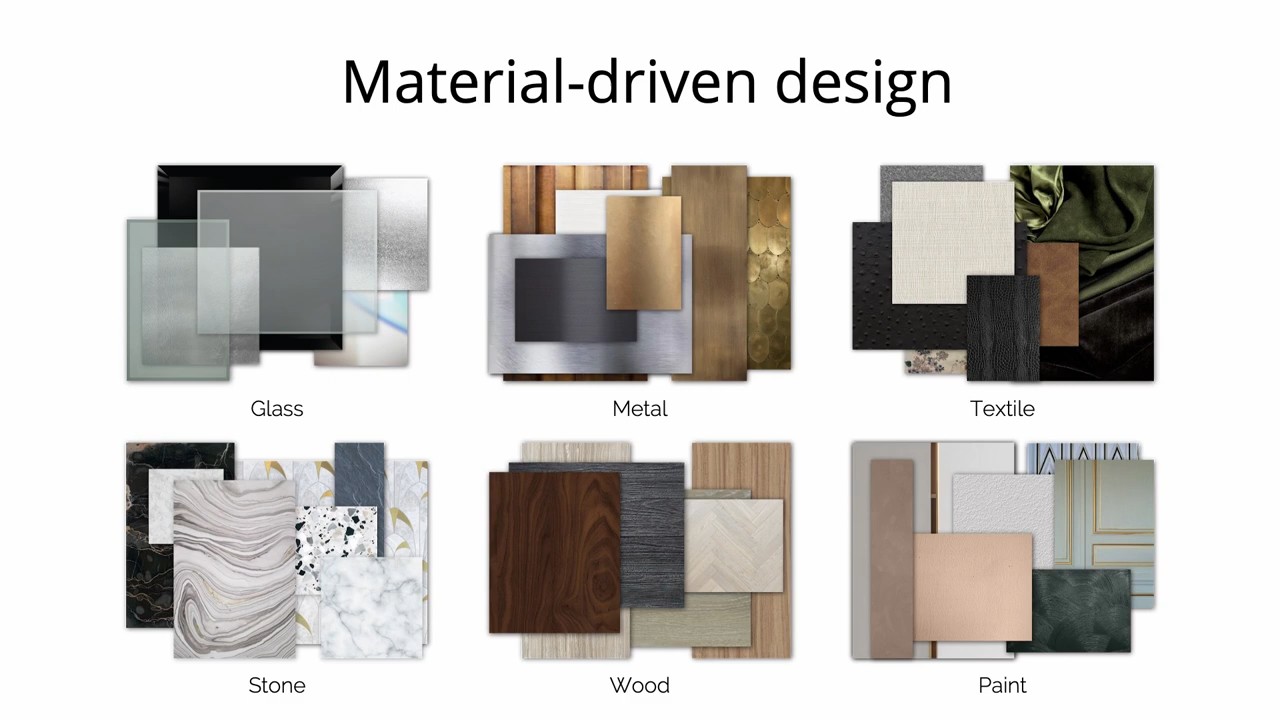 Material-driven design
Glass
Metal
Textile
Stone
Wood
Paint